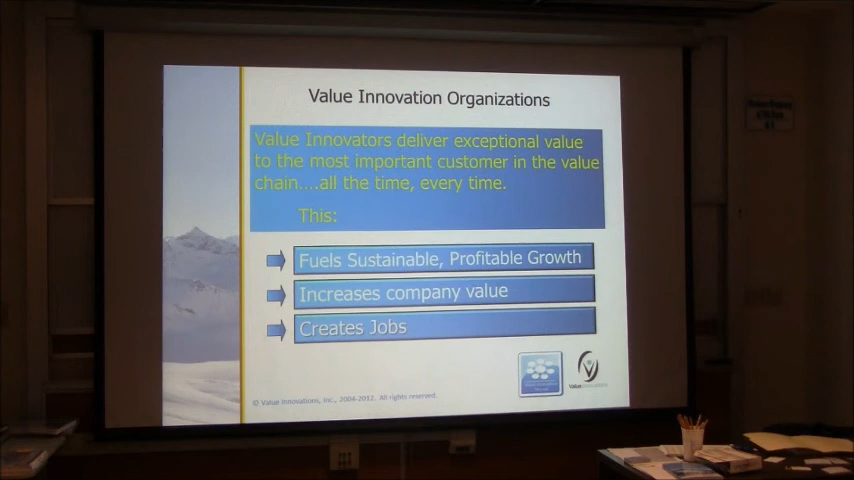 Value Innovation Organizations
Value Innovators deliver exceptional value
to the most important customer in the value
chain....all the time, every time.
This:
Fuels Sustainable, Profitable Growth
Increases company value
Creates Jobs
© Value Innovations, Inc., 2004-2012. All rights reserved.
ValueInnovations